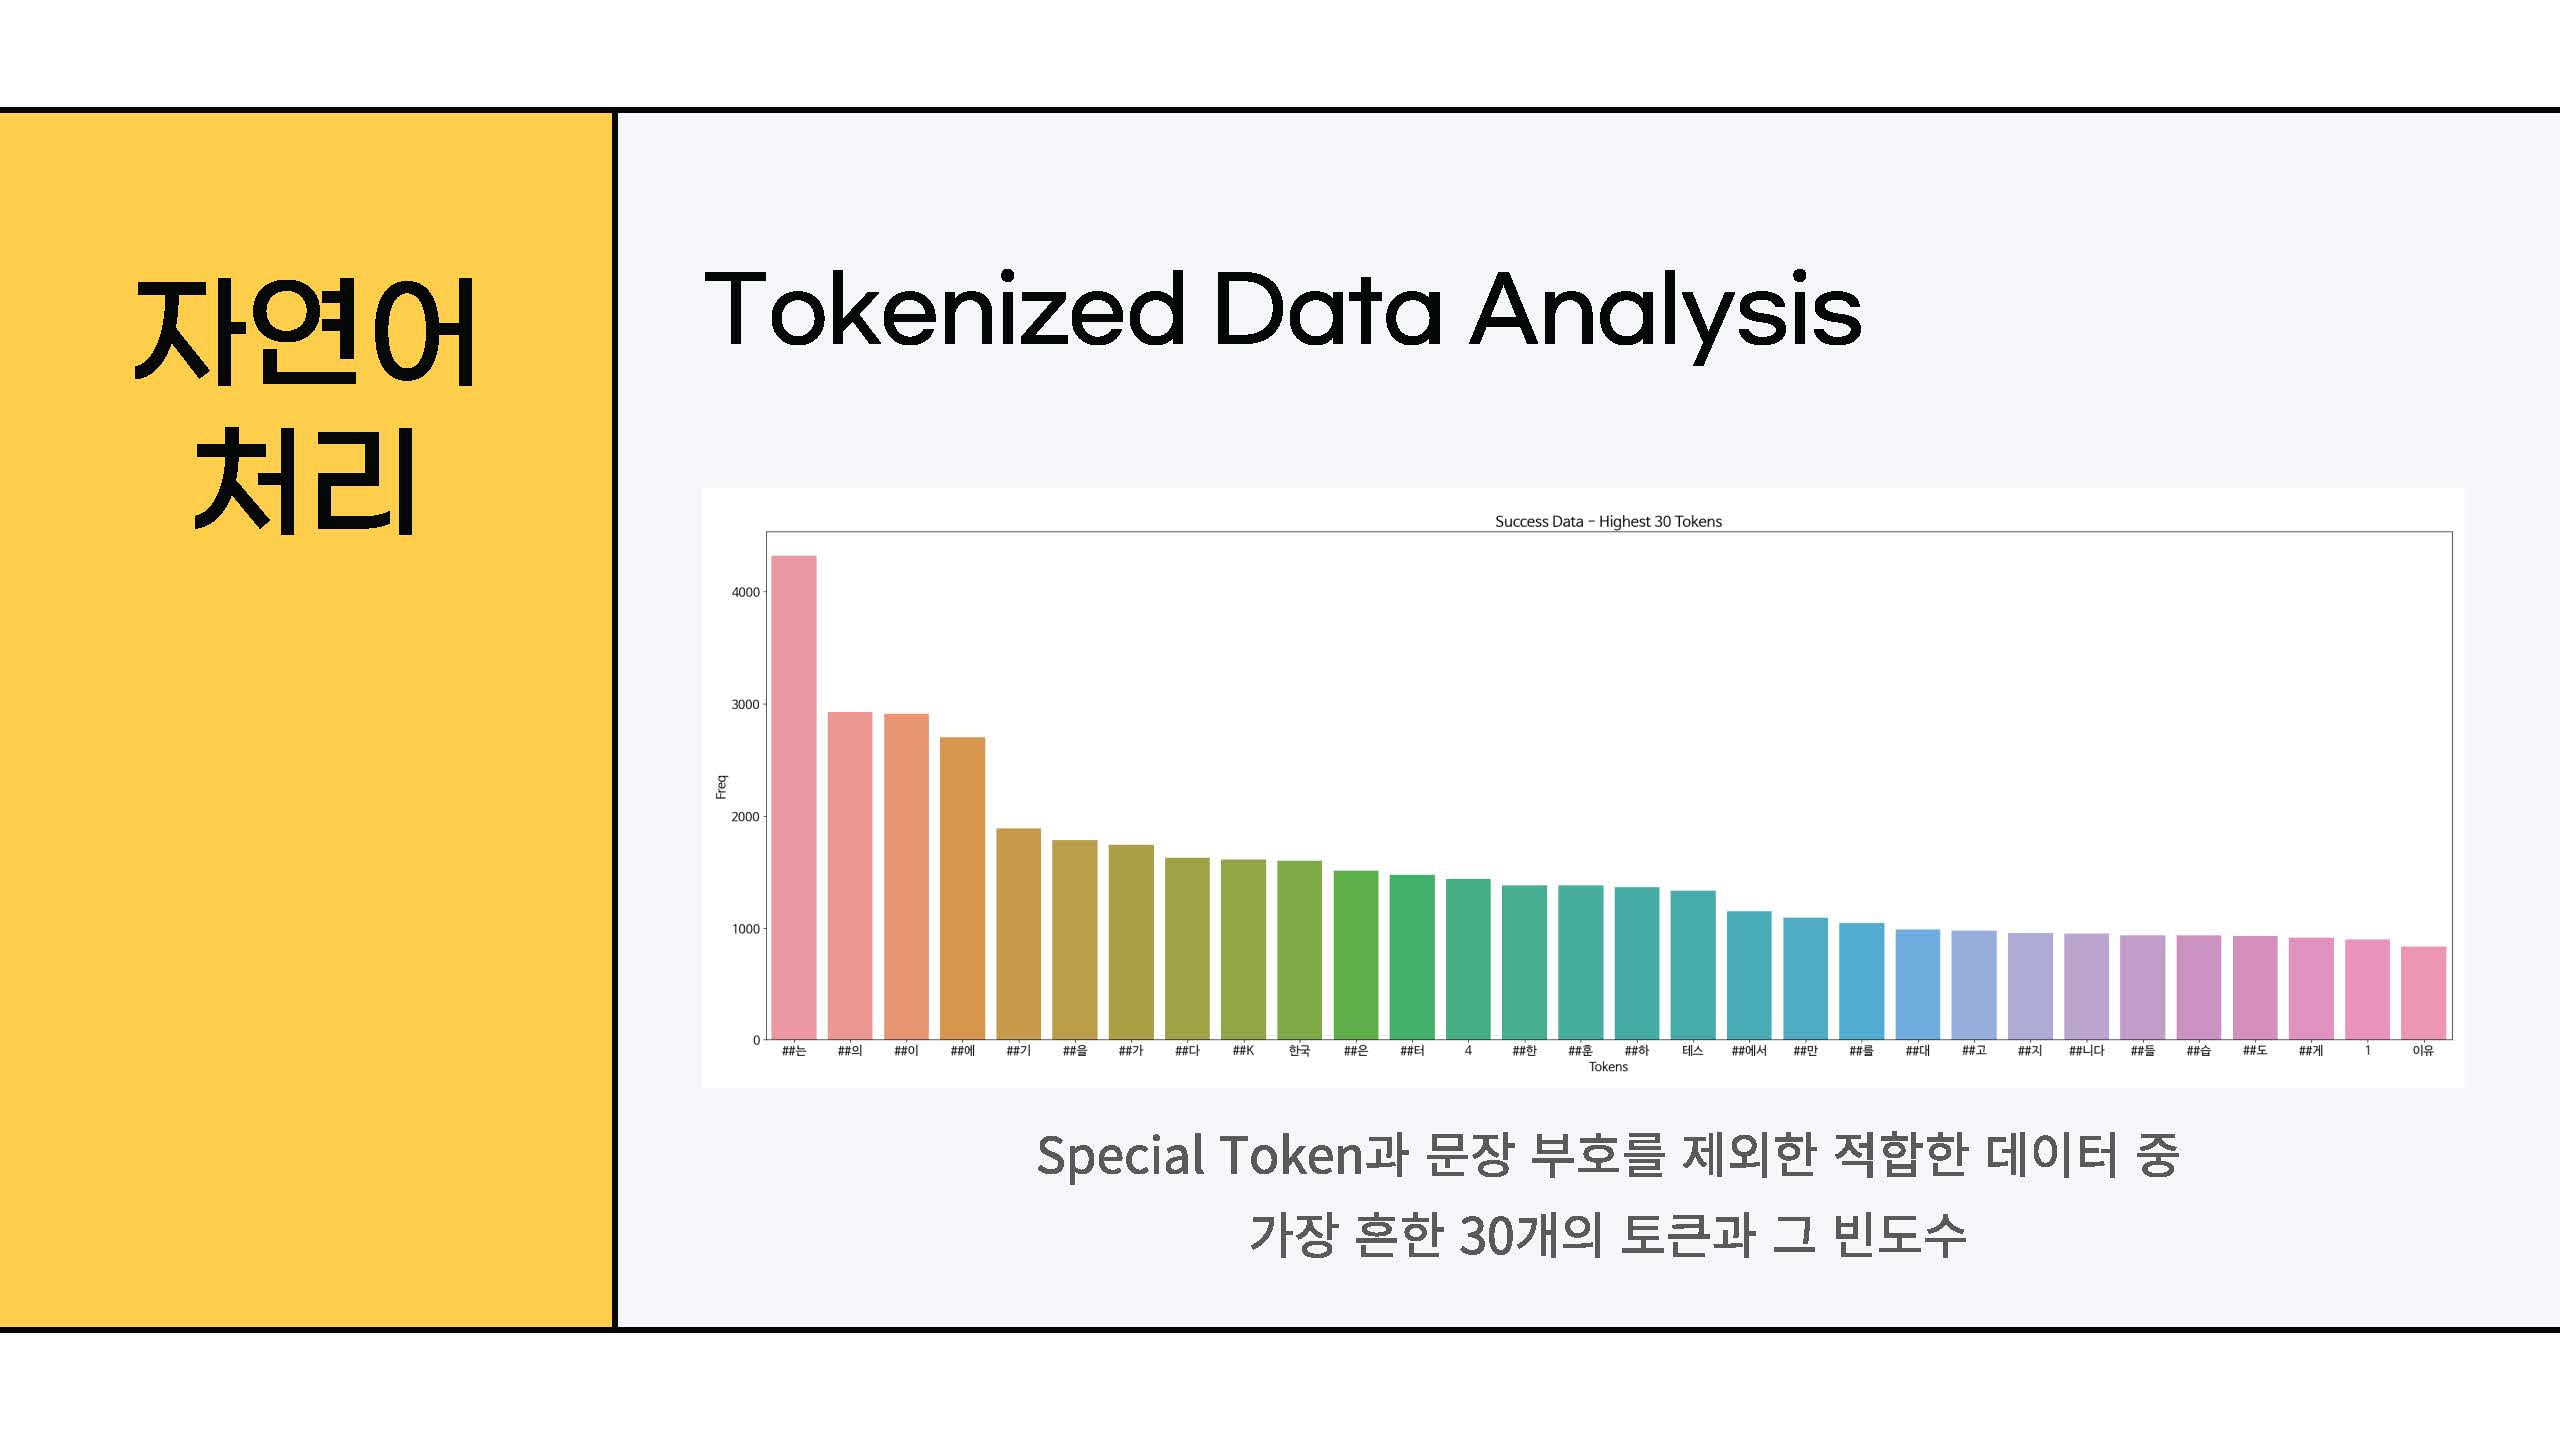 자연어
처리
Tokenized Data Analysis
Success Data - Highest 30 Tokens
4000
3000
2000
1000
0
Freq
##는 ##의 ##이 ##에 ##기 ##을 ##가 ##다 ##K 한국 ##은 ##터 4 ##한 ##훈 ##하 테스 ##에서 ##만 ##를 ##대 ##고 ##지 ##니다 ##들 ##습 ##도 ##게 1 이유
Tokens
Special Token과 문장 부호를 제외한 적합한 데이터 중
가장 흔한 30개의 토큰과 그 빈도수